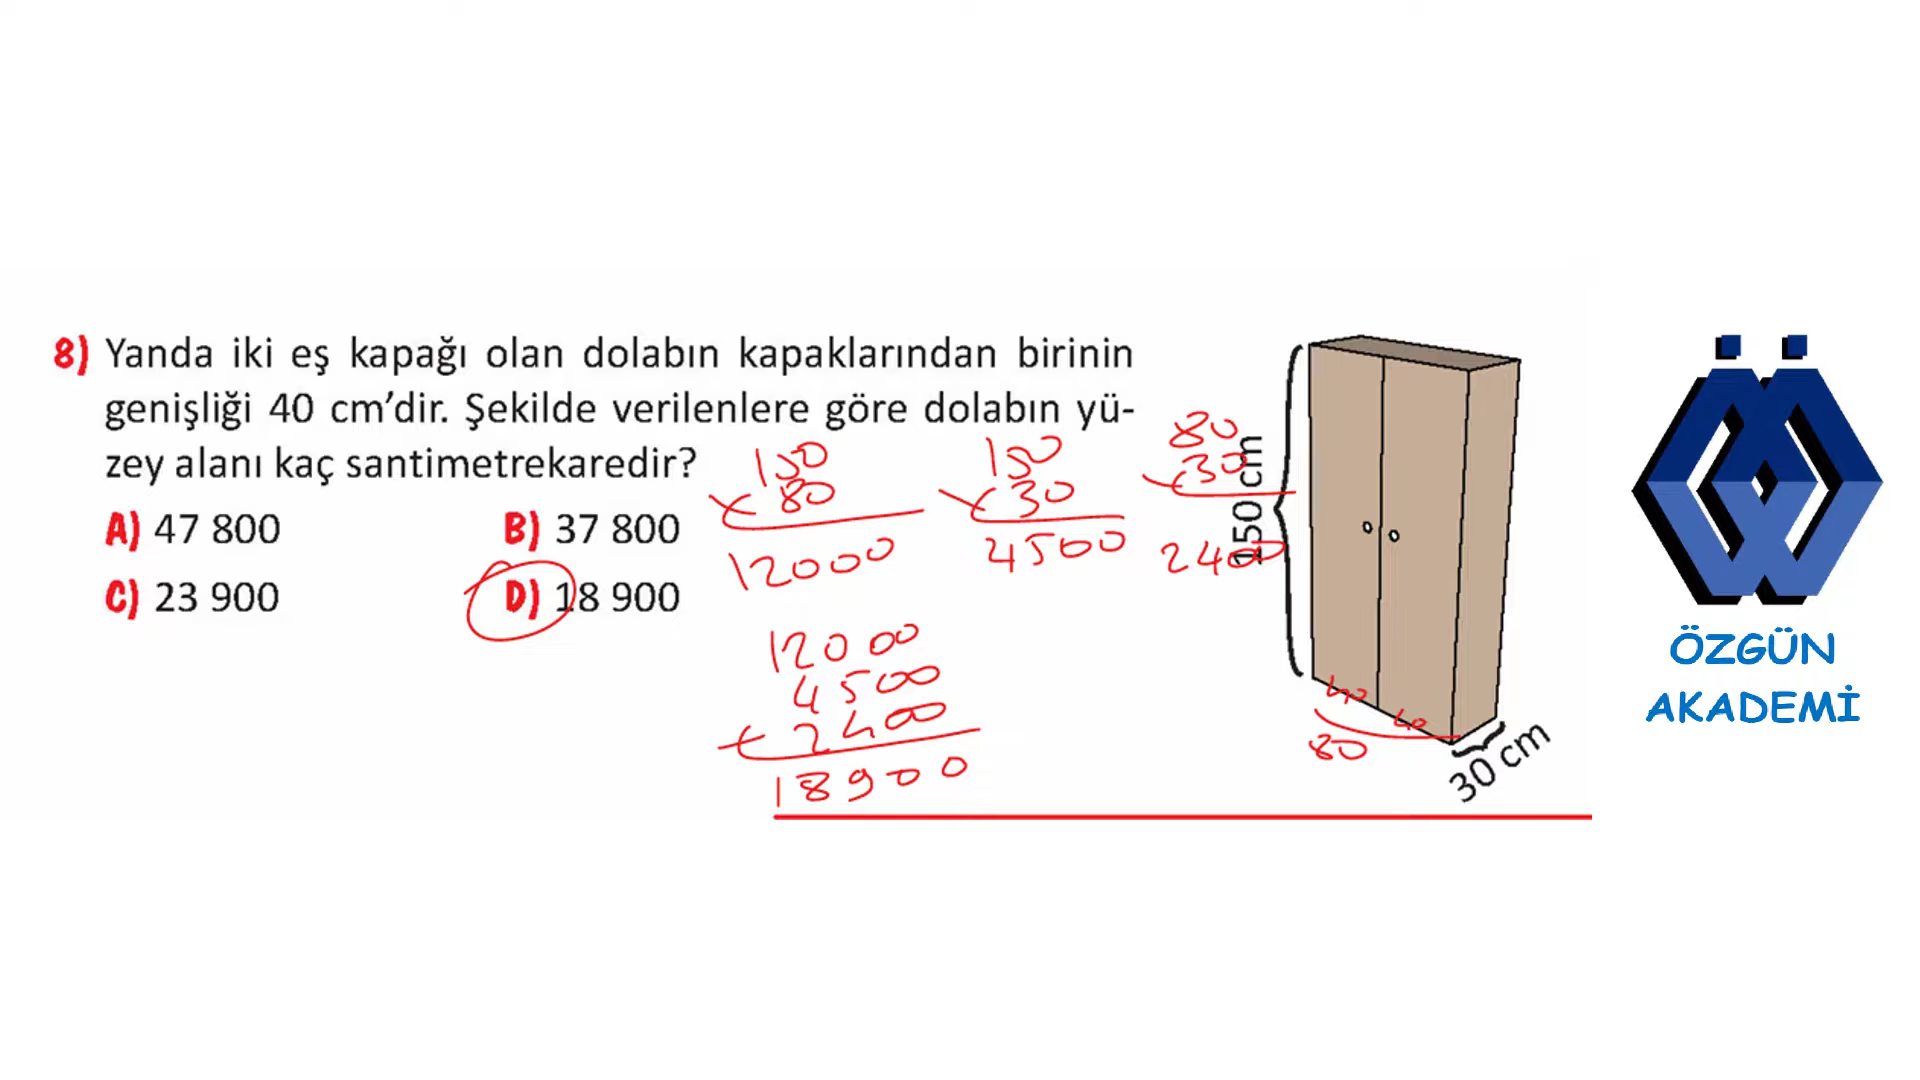 8) Yanda iki eş kapağı olan dolabın kapaklarından birinin
genişliği 40 cm’dir. Şekilde verilenlere göre dolabın yü-
zey alanı kaç santimetrekaredir?
A) 47 800
B) 37 800
C) 23 900
D) 18 900
150
× 80
12000
150
× 30
4500
80
× 30
2400
12000
4500
+ 2400
18900
150 cm
40
40
80
30 cm
ÖZGÜN
AKADEMİ